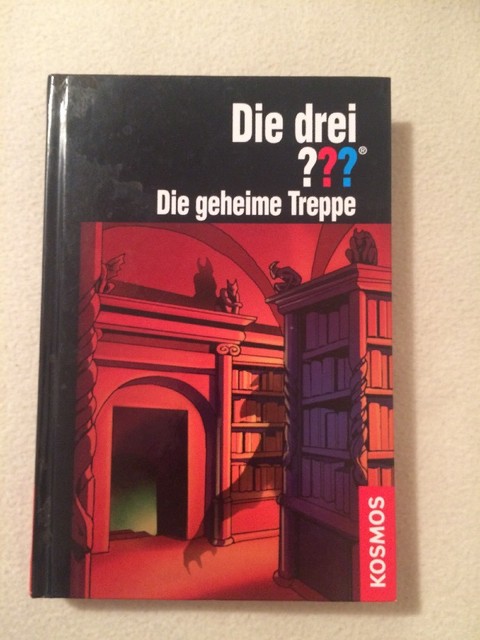 Die drei
???®
Die geheime Treppe
KOSMOS